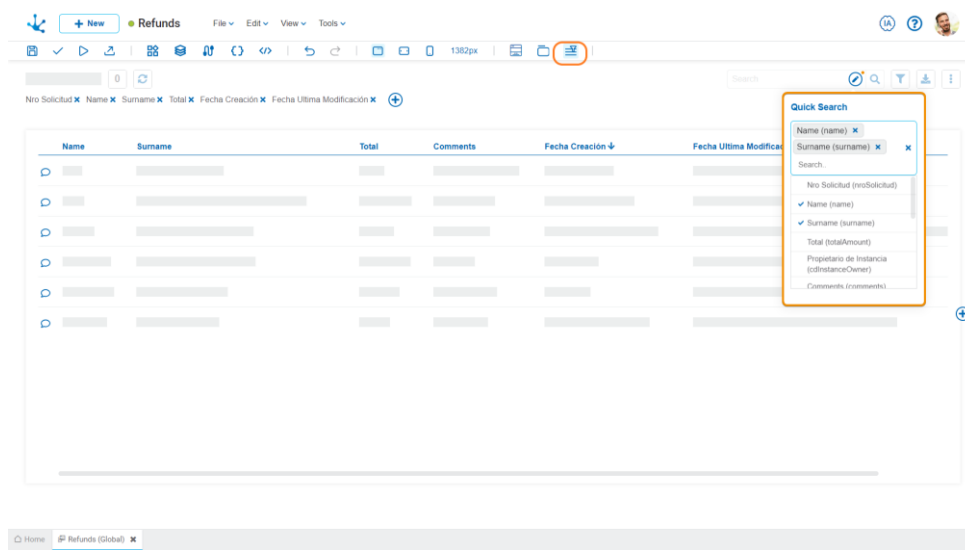 + New
Refunds
File Edit View Tools
IA
?
1382px
0
Search
Nro Solicitud Name Surname Total Fecha Creación Fecha Ultima Modificación
Quick Search
Name (name)
Surname (surname)
Search..
Nro Solicitud (nroSolicitud)
Name (name)
Surname (surname)
Total (totalAmount)
Propietario de Instancia
(cdInstanceOwner)
Comments (comments)
Name Surname Total Comments Fecha Creación Fecha Ultima Modificac
Home Refunds (Global)